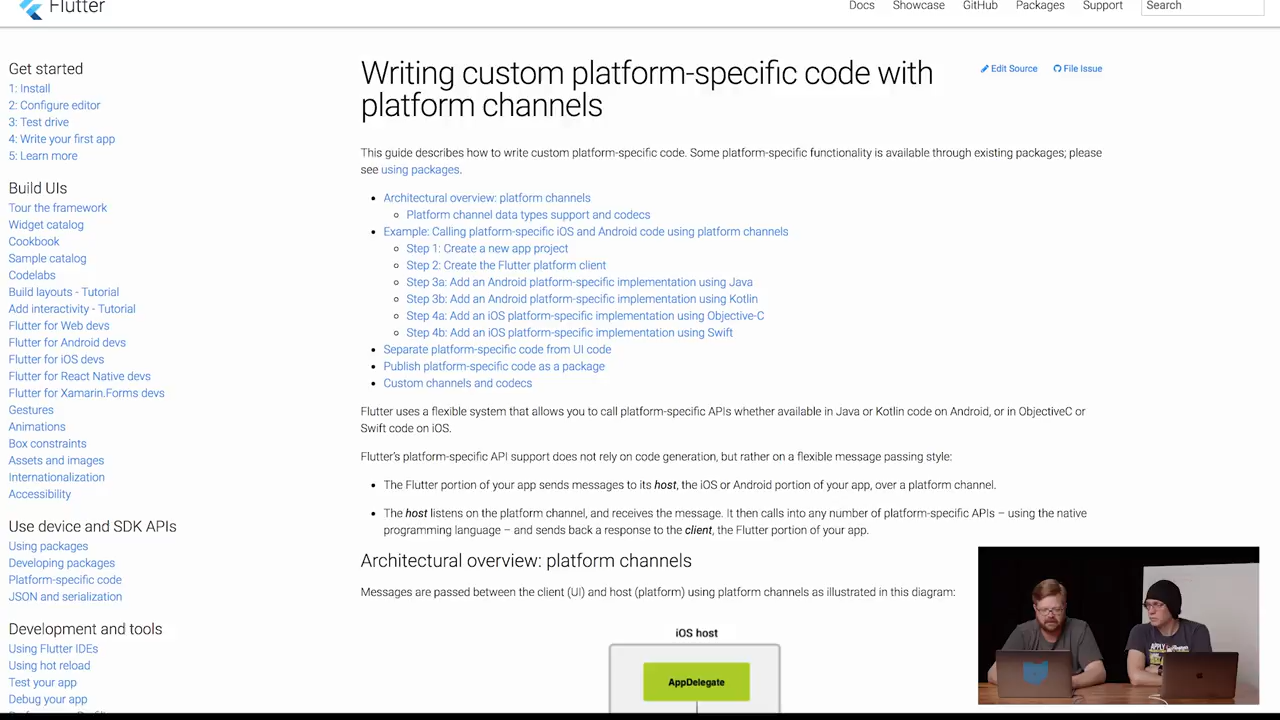 Flutter
Docs
Showcase
GitHub
Packages
Support
Search
Get started
1: Install
2: Configure editor
3: Test drive
4: Write your first app
5: Learn more
Build UIs
Tour the framework
Widget catalog
Cookbook
Sample catalog
Codelabs
Build layouts - Tutorial
Add interactivity - Tutorial
Flutter for Web devs
Flutter for Android devs
Flutter for iOS devs
Flutter for React Native devs
Flutter for Xamarin.Forms devs
Gestures
Animations
Box constraints
Assets and images
Internationalization
Accessibility
Use device and SDK APIs
Using packages
Developing packages
Platform-specific code
JSON and serialization
Development and tools
Using Flutter IDEs
Using hot reload
Test your app
Debug your app
Writing custom platform-specific code with
platform channels
Edit Source
File Issue
This guide describes how to write custom platform-specific code. Some platform-specific functionality is available through existing packages; please
see using packages.
Architectural overview: platform channels
Platform channel data types support and codecs
Example: Calling platform-specific iOS and Android code using platform channels
Step 1: Create a new app project
Step 2: Create the Flutter platform client
Step 3a: Add an Android platform-specific implementation using Java
Step 3b: Add an Android platform-specific implementation using Kotlin
Step 4a: Add an iOS platform-specific implementation using Objective-C
Step 4b: Add an iOS platform-specific implementation using Swift
Separate platform-specific code from UI code
Publish platform-specific code as a package
Custom channels and codecs
Flutter uses a flexible system that allows you to call platform-specific APIs whether available in Java or Kotlin code on Android, or in ObjectiveC or
Swift code on iOS.
Flutter's platform-specific API support does not rely on code generation, but rather on a flexible message passing style:
The Flutter portion of your app sends messages to its host, the iOS or Android portion of your app, over a platform channel.
The host listens on the platform channel, and receives the message. It then calls into any number of platform-specific APIs – using the native
programming language – and sends back a response to the client, the Flutter portion of your app.
Architectural overview: platform channels
Messages are passed between the client (UI) and host (platform) using platform channels as illustrated in this diagram:
iOS host
AppDelegate